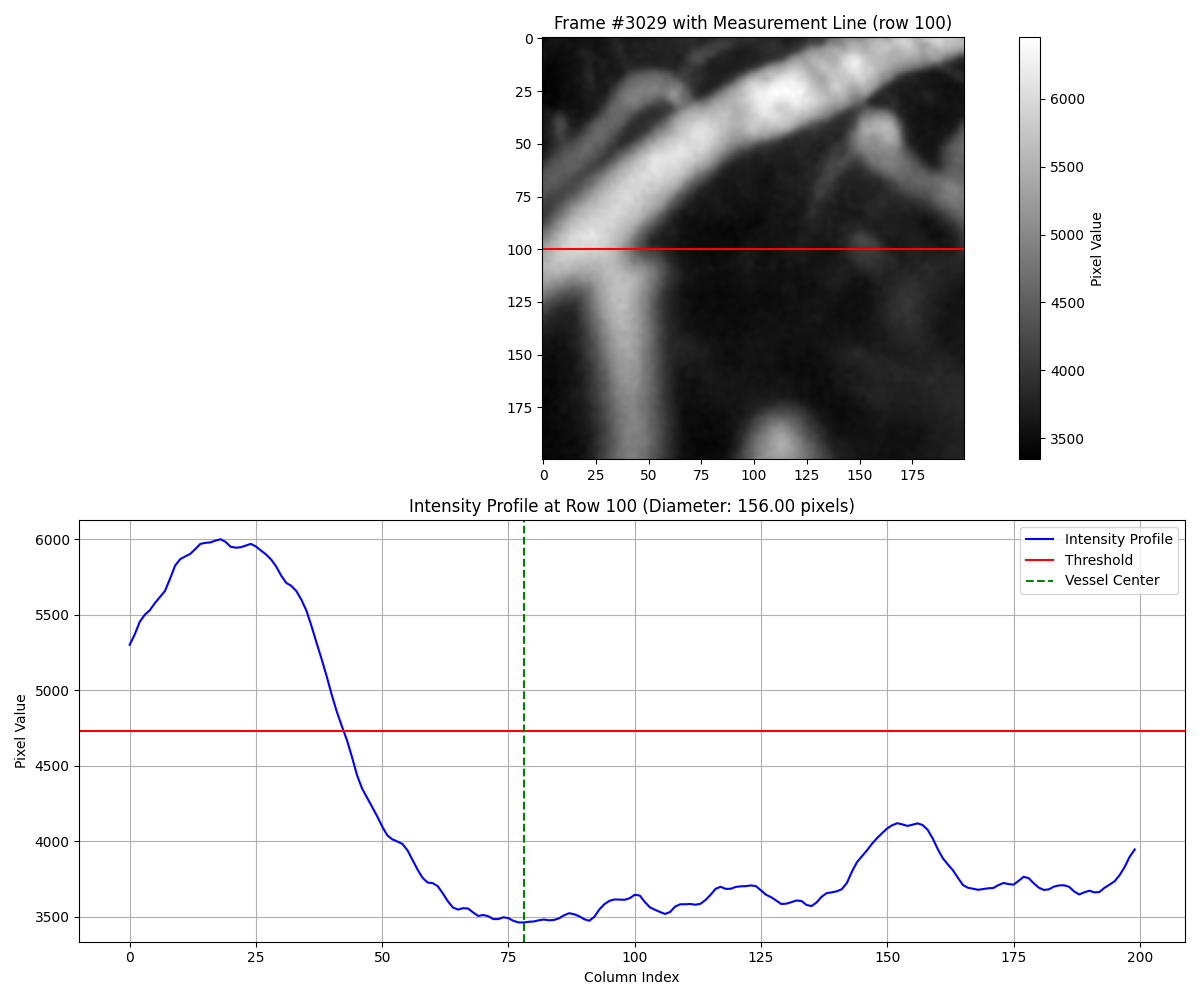 Frame #3029 with Measurement Line (row 100)
0
25
50
75
100
125
150
175
0 25 50 75 100 125 150 175
6000
5500
5000
4500
4000
3500
Pixel Value
Intensity Profile at Row 100 (Diameter: 156.00 pixels)
Intensity Profile
Threshold
Vessel Center
6000
5500
5000
4500
4000
3500
Pixel Value
0 25 50 75 100 125 150 175 200
Column Index